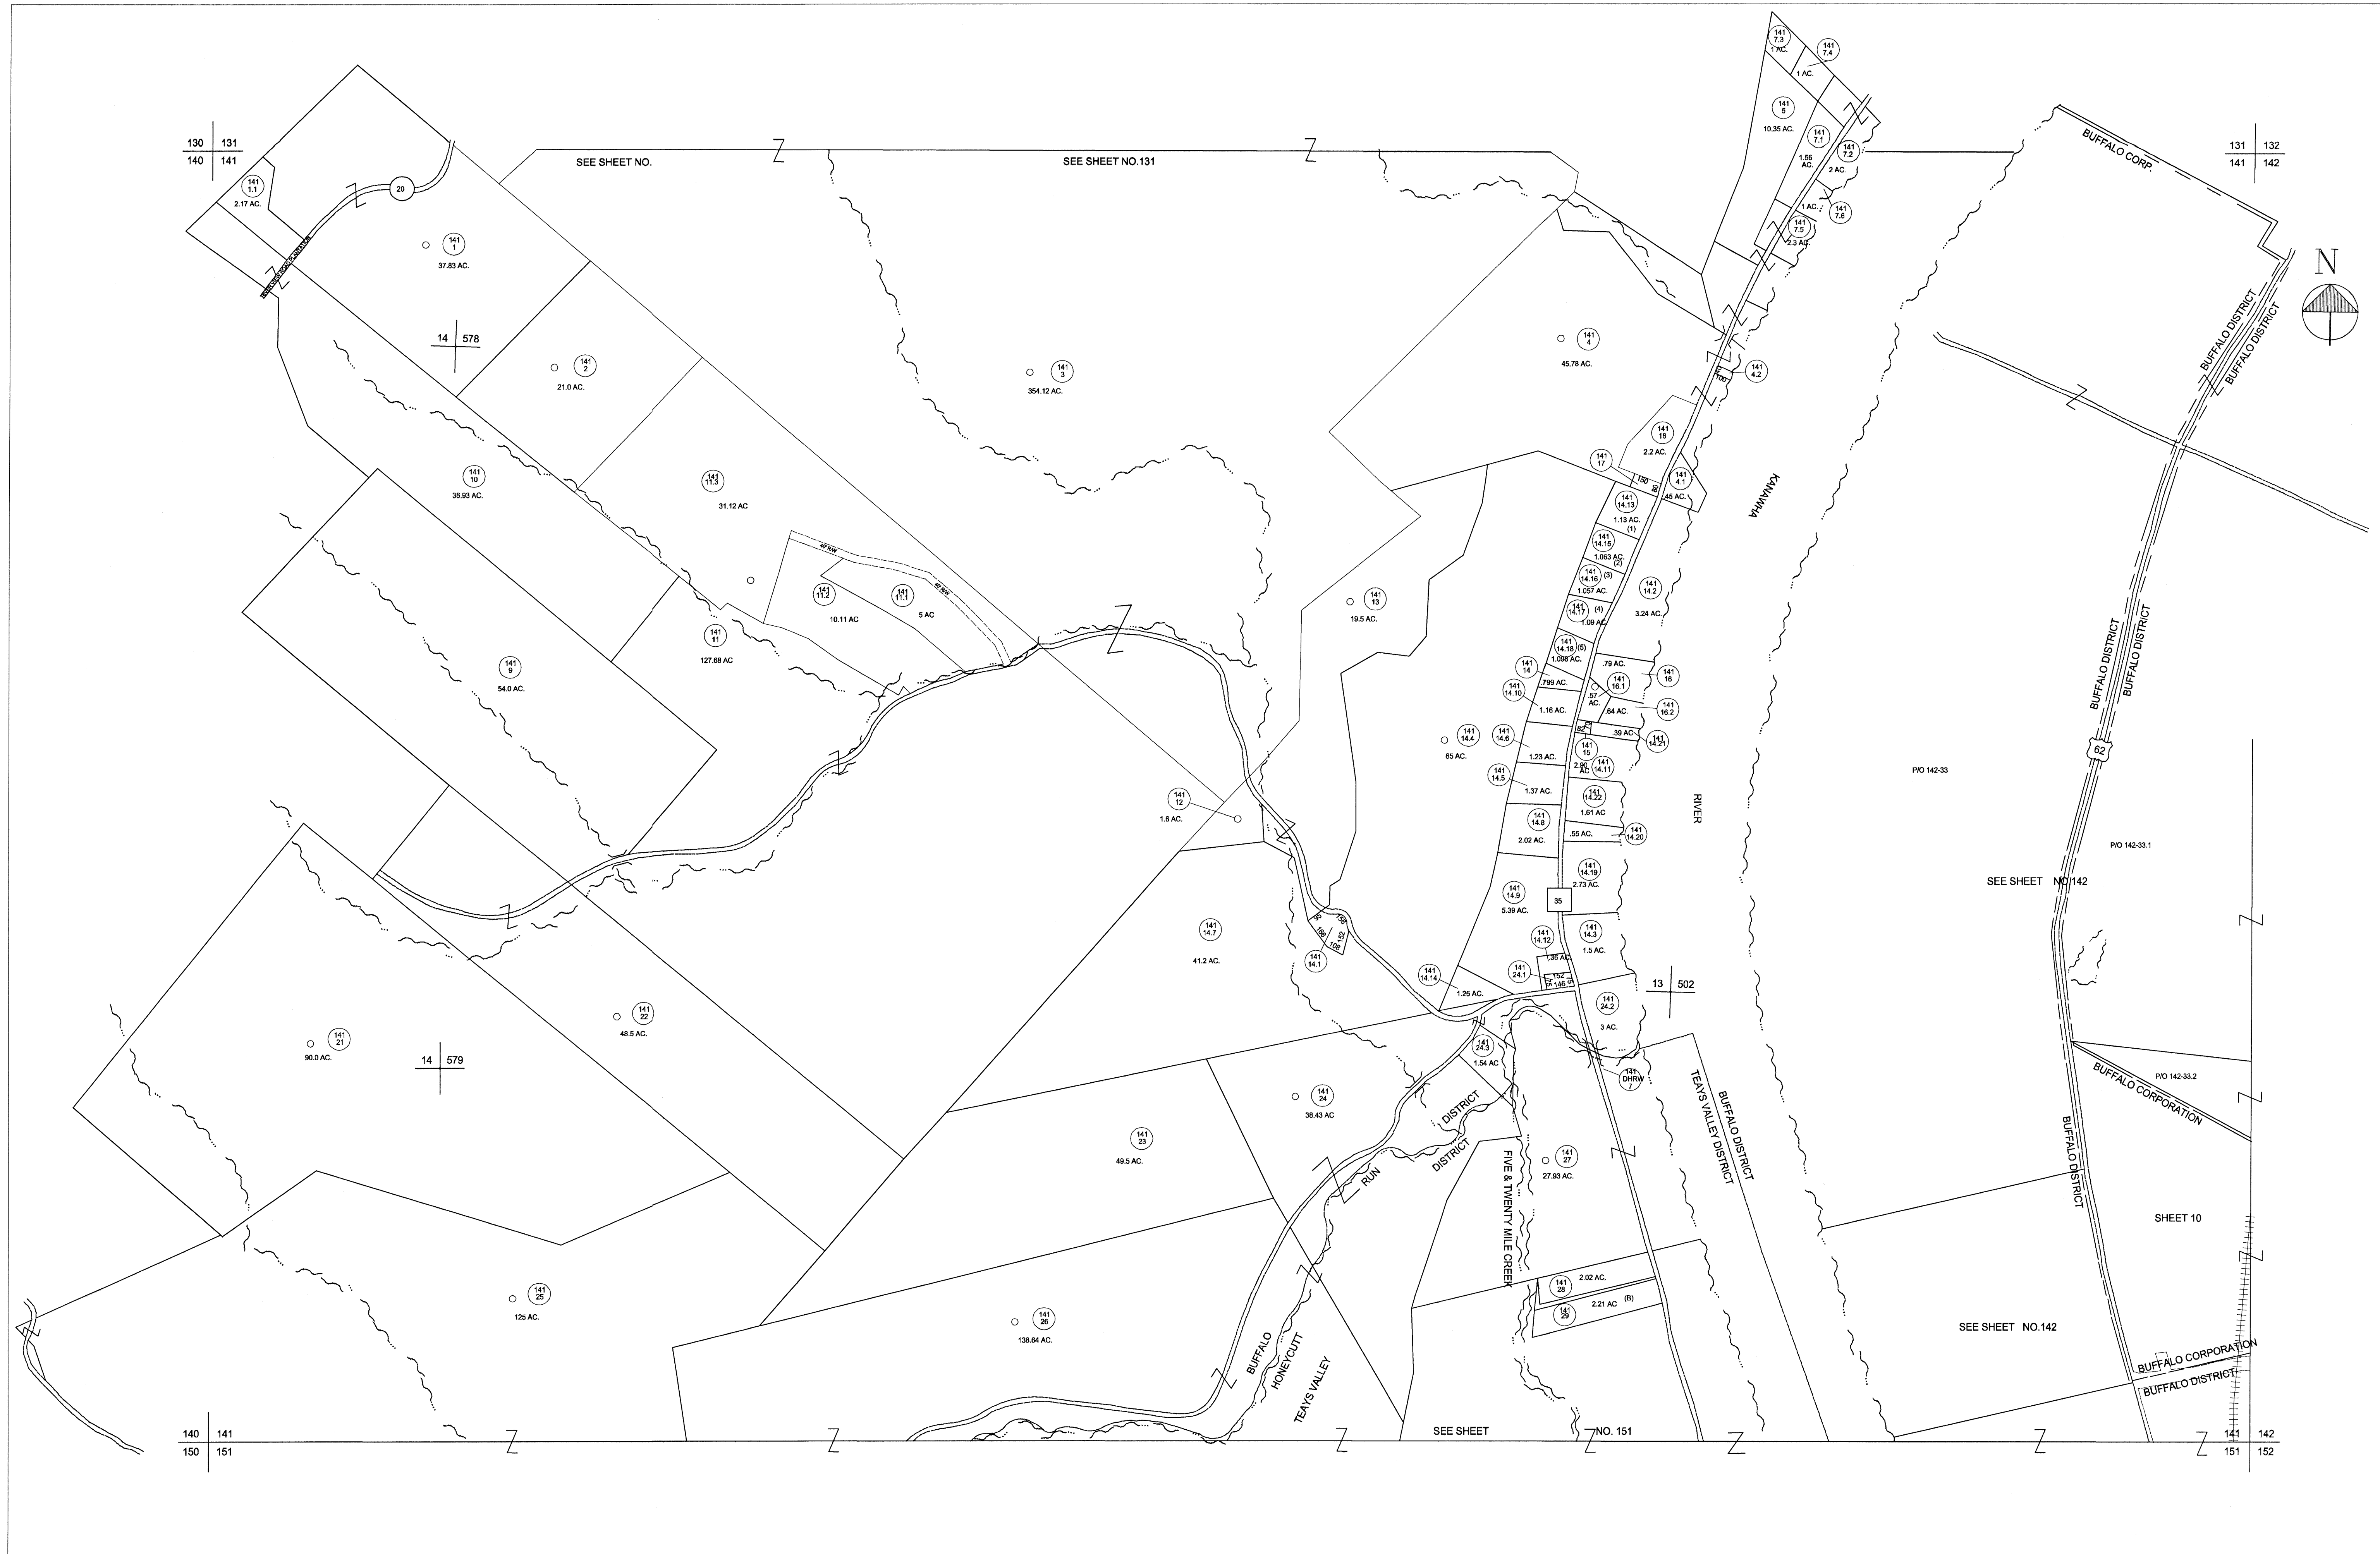 141
7.3
1 AC.
141
7.4
1 AC.
141
5
10.35 AC.
141
7.1
1.56
AC.
141
7.2
2 AC.
141
7.6
1 AC.
141
7.5
2.3 AC.
BUFFALO CORP.
130 131
140 141
131 132
141 142
SEE SHEET NO.
SEE SHEET NO.131
141
1.1
2.17 AC.
20
141
1
37.83 AC.
N
14 578
141
2
21.0 AC.
141
3
354.12 AC.
141
4
45.78 AC.
141
4.2
100
BUFFALO DISTRICT
BUFFALO DISTRICT
141
18
2.2 AC.
141
17
150
80
141
4.1
.45 AC.
141
10
38.93 AC.
141
11.3
31.12 AC
KANAWHA
141
14.13
1.13 AC.
(1)
141
14.15
1.063 AC.
(2)
141
14.16
(3)
1.057 AC.
141
14.17
(4)
1.09 AC.
141
14.2
3.24 AC.
40' R/W
40' R/W
141
11.2
10.11 AC
141
11.1
5 AC
141
13
19.5 AC.
141
11
127.68 AC
141
14.18
(5)
1.098 AC.
141
9
54.0 AC.
141
14
.799 AC.
.79 AC.
141
16
141
16.1
.57
AC.
141
14.10
1.16 AC.
.64 AC.
141
16.2
BUFFALO DISTRICT
BUFFALO DISTRICT
141
14.4
65 AC.
141
14.6
1.23 AC.
82
70
.39 AC
141
14.21
141
15
2.90
AC
141
14.11
62
P/O 142-33
141
14.5
1.37 AC.
141
14.22
1.61 AC
RIVER
141
12
1.6 AC.
141
14.8
2.02 AC.
.55 AC.
141
14.20
P/O 142-33.1
141
14.19
2.73 AC.
SEE SHEET NO.142
141
14.9
5.39 AC.
35
141
14.7
41.2 AC.
156
166
152
108
141
14.1
141
14.3
1.5 AC.
141
14.12
.36 AC
141
24.1
152
146
141
14.14
1.25 AC.
13 502
141
24.2
3 AC.
141
22
48.5 AC.
141
21
90.0 AC.
14 579
141
24.3
1.54 AC
141
DHRW
7
P/O 142-33.2
BUFFALO CORPORATION
141
24
38.43 AC
DISTRICT
DISTRICT
RUN
TEAYS VALLEY DISTRICT
BUFFALO DISTRICT
141
23
49.5 AC.
141
27
27.93 AC.
FIVE & TWENTY MILE CREEK
BUFFALO DISTRICT
SHEET 10
141
28
2.02 AC.
141
29
2.21 AC
(B)
141
25
125 AC.
141
26
138.64 AC.
BUFFALO
HONEYCUTT
TEAYS VALLEY
SEE SHEET NO.142
BUFFALO CORPORATION
BUFFALO DISTRICT
140 141
150 151
SEE SHEET NO. 151
141 142
151 152